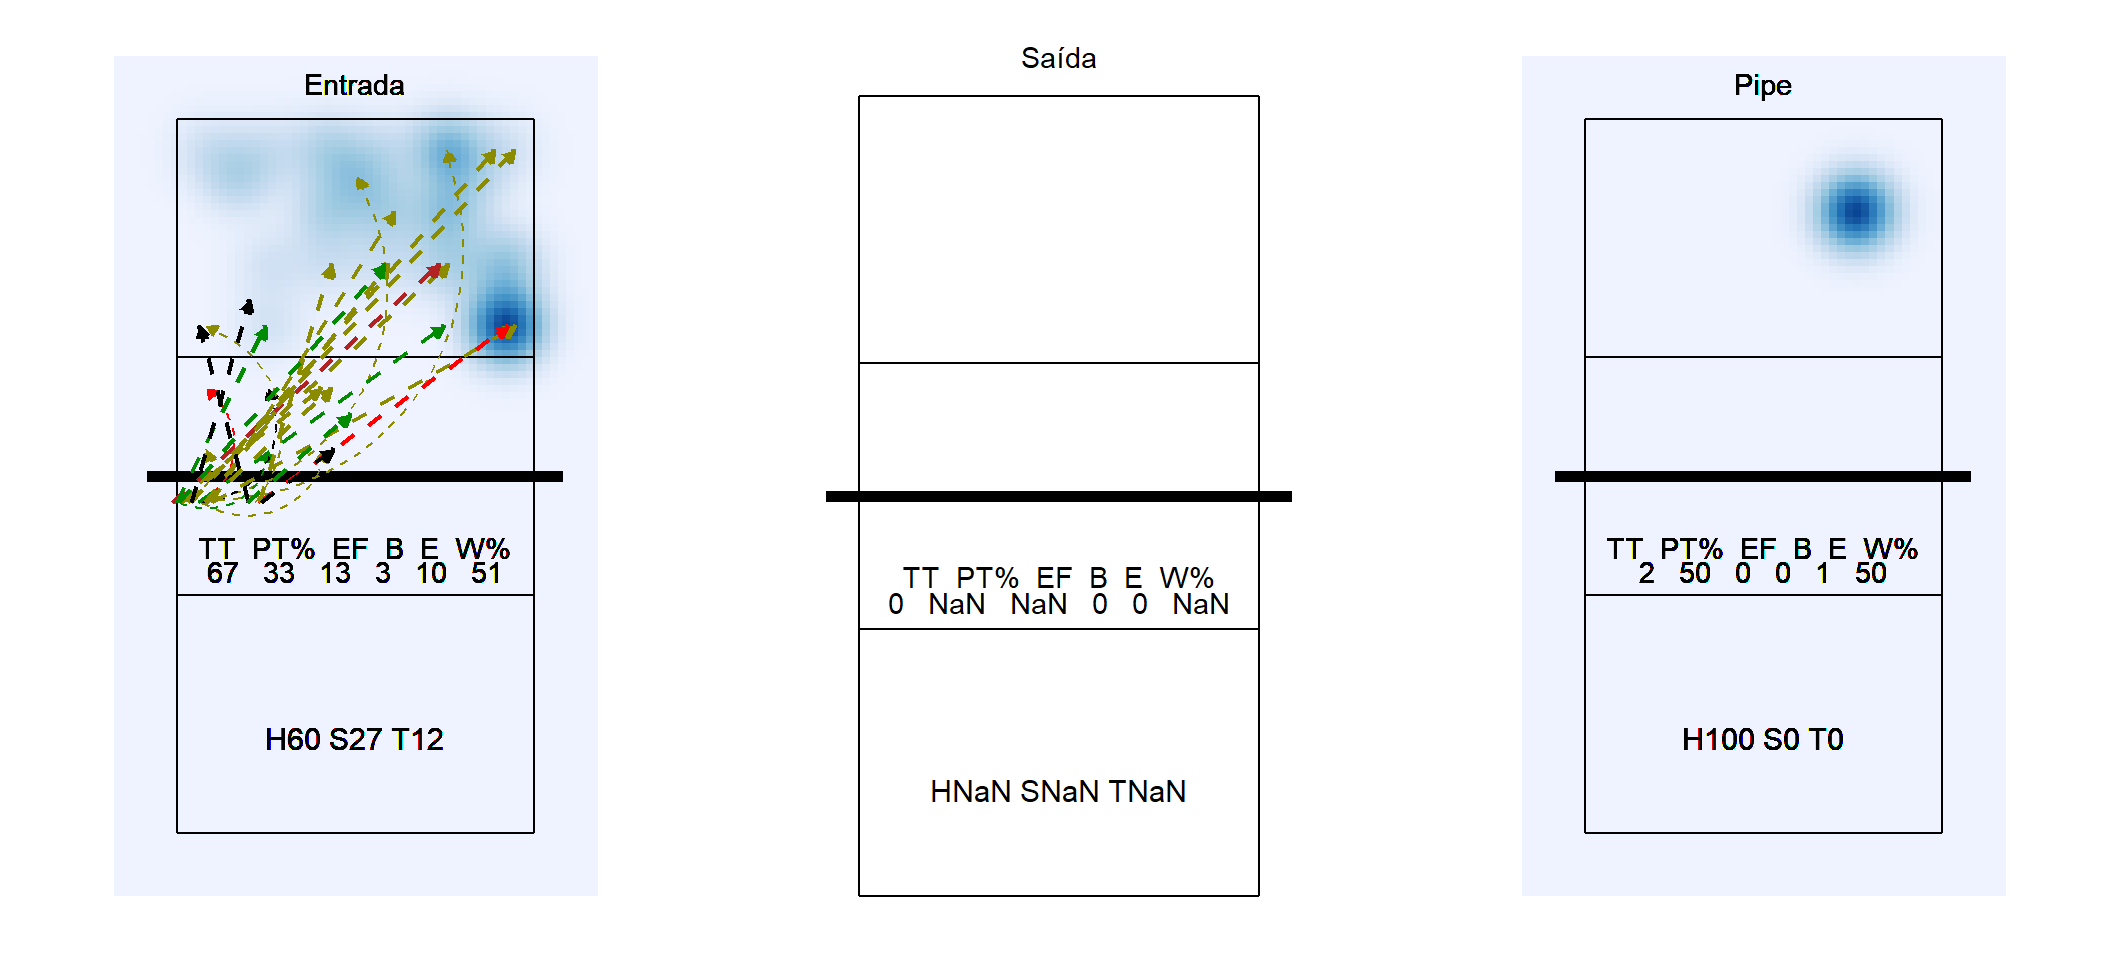 Entrada
TT PT% EF B E W%
67 33 13 3 10 51
H60 S27 T12
Saída
TT PT% EF B E W%
0 NaN NaN 0 0 NaN
HNaN SNaN TNaN
Pipe
TT PT% EF B E W%
2 50 0 0 1 50
H100 S0 T0